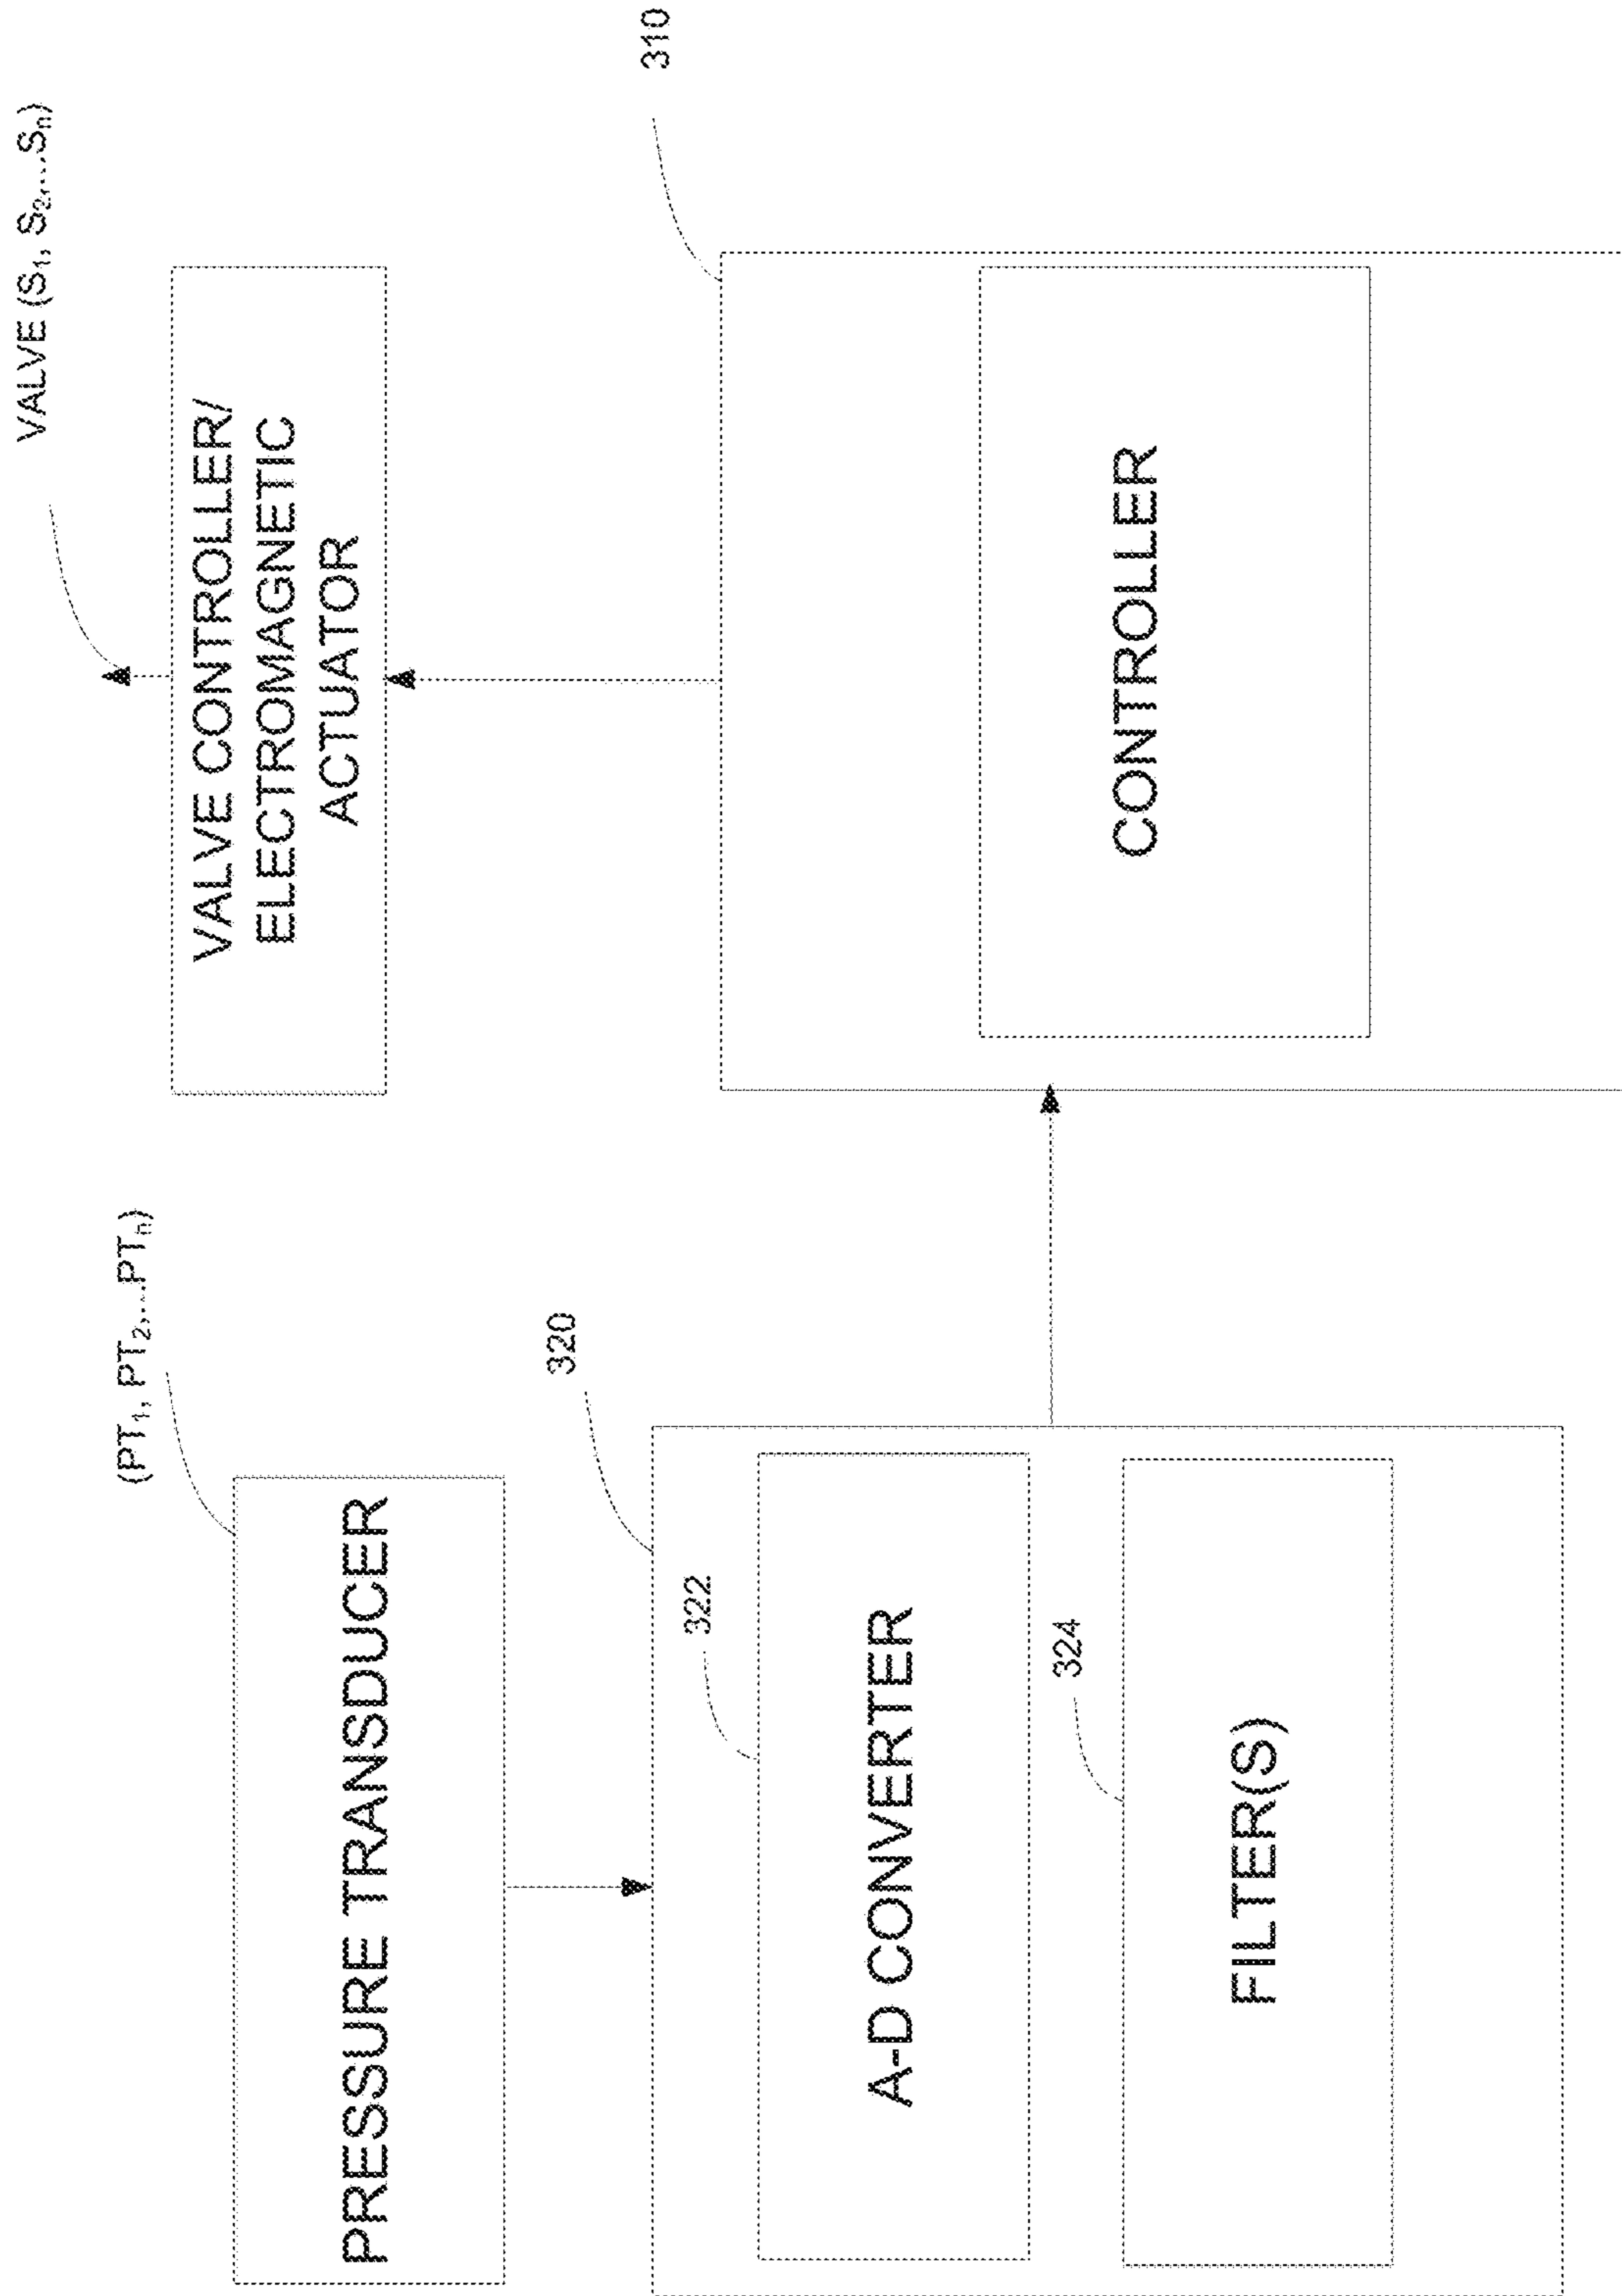 (PT₁, PT₂,...PTₙ)
PRESSURE TRANSDUCER
320
322
A-D CONVERTER
324
FILTER(S)
VALVE (S₁, S₂,...Sₙ)
VALVE CONTROLLER/
ELECTROMAGNETIC
ACTUATOR
310
CONTROLLER